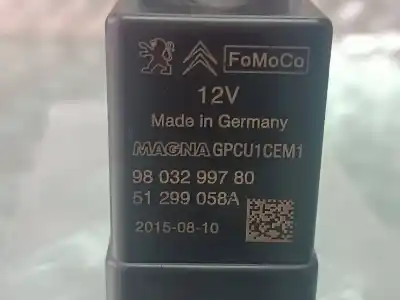 FoMoCo
12V
Made in Germany
MAGNA GPCU1CEM1
98 032 997 80
51 299 058A
2015-08-10